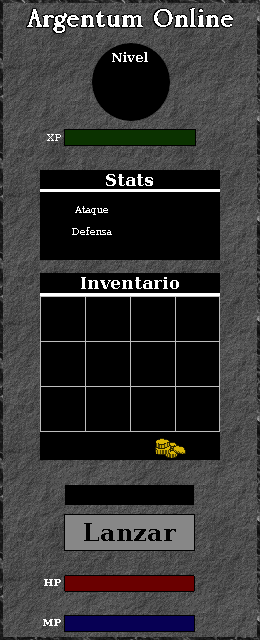 Argentum Online
Nivel
XP
Stats
Ataque
Defensa
Inventario
Lanzar
HP
MP